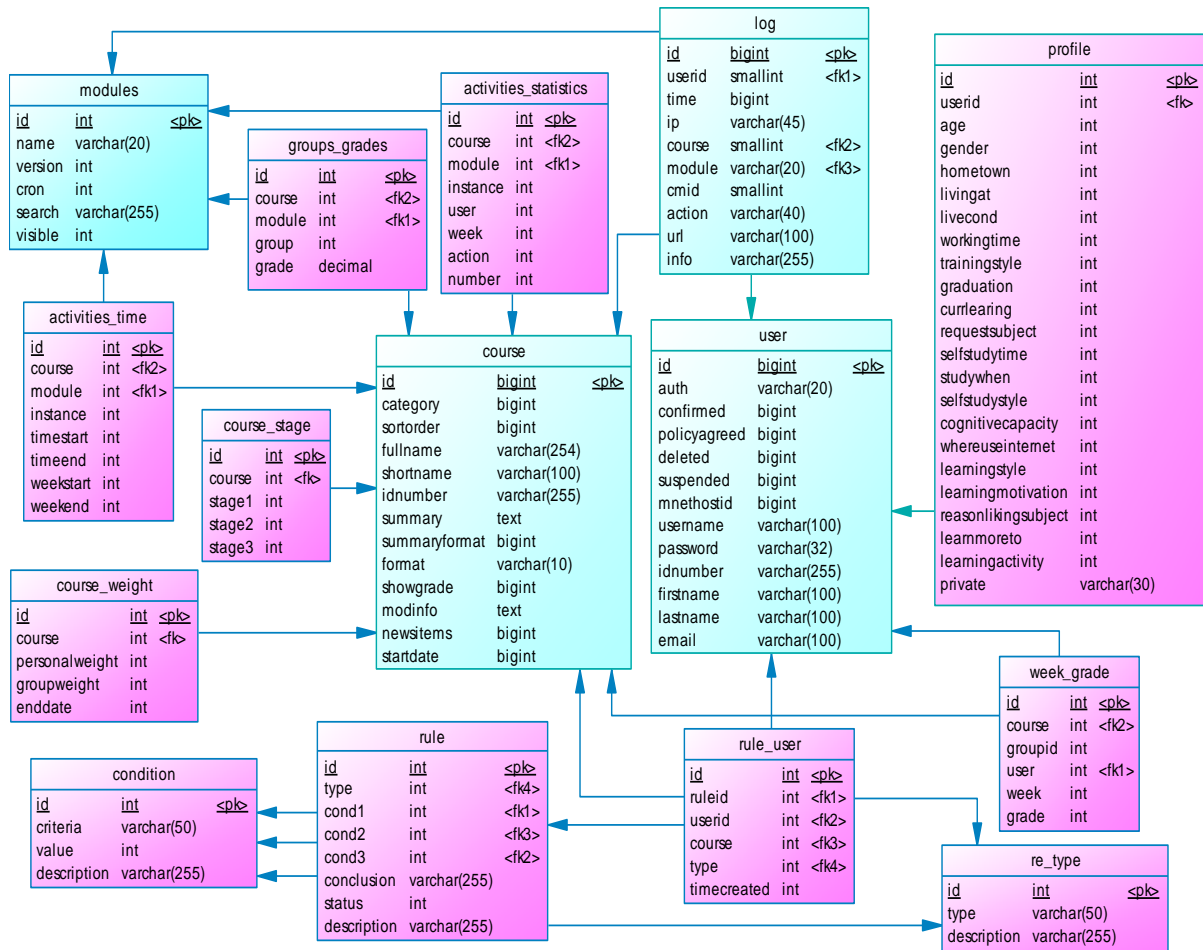 log
id bigint <pk>
userid smallint <fk1>
time bigint
ip varchar(45)
course smallint <fk2>
module varchar(20) <fk3>
cmid smallint
action varchar(40)
url varchar(100)
info varchar(255)
profile
id int <pk>
userid int <fk>
age int
gender int
hometown int
livingat int
livecond int
workingtime int
trainingstyle int
graduation int
currlearing int
requestsubject int
selfstudytime int
studywhen int
selfstudystyle int
cognitivecapacity int
whereuseinternet int
learningstyle int
learningmotivation int
reasonlikingsubject int
learnmoreto int
learningactivity int
private varchar(30)
modules
id int <pk>
name varchar(20)
version int
cron int
search varchar(255)
visible int
activities_statistics
id int <pk>
course int <fk2>
module int <fk1>
instance int
user int
week int
action int
number int
groups_grades
id int <pk>
course int <fk2>
module int <fk1>
group int
grade decimal
activities_time
id int <pk>
course int <fk2>
module int <fk1>
instance int
timestart int
timeend int
weekstart int
weekend int
course
id bigint <pk>
category bigint
sortorder bigint
fullname varchar(254)
shortname varchar(100)
idnumber varchar(255)
summary text
summaryformat bigint
format varchar(10)
showgrade bigint
modinfo text
newsitems bigint
startdate bigint
user
id bigint <pk>
auth varchar(20)
confirmed bigint
policyagreed bigint
deleted bigint
suspended bigint
mnethostid bigint
username varchar(100)
password varchar(32)
idnumber varchar(255)
firstname varchar(100)
lastname varchar(100)
email varchar(100)
course_stage
id int <pk>
course int <fk>
stage1 int
stage2 int
stage3 int
course_weight
id int <pk>
course int <fk>
personalweight int
groupweight int
enddate int
week_grade
id int <pk>
course int <fk2>
groupid int
user int <fk1>
week int
grade int
rule
id int <pk>
type int <fk4>
cond1 int <fk1>
cond2 int <fk3>
cond3 int <fk2>
conclusion varchar(255)
status int
description varchar(255)
rule_user
id int <pk>
ruleid int <fk1>
userid int <fk2>
course int <fk3>
type int <fk4>
timecreated int
condition
id int <pk>
criteria varchar(50)
value int
description varchar(255)
re_type
id int <pk>
type varchar(50)
description varchar(255)